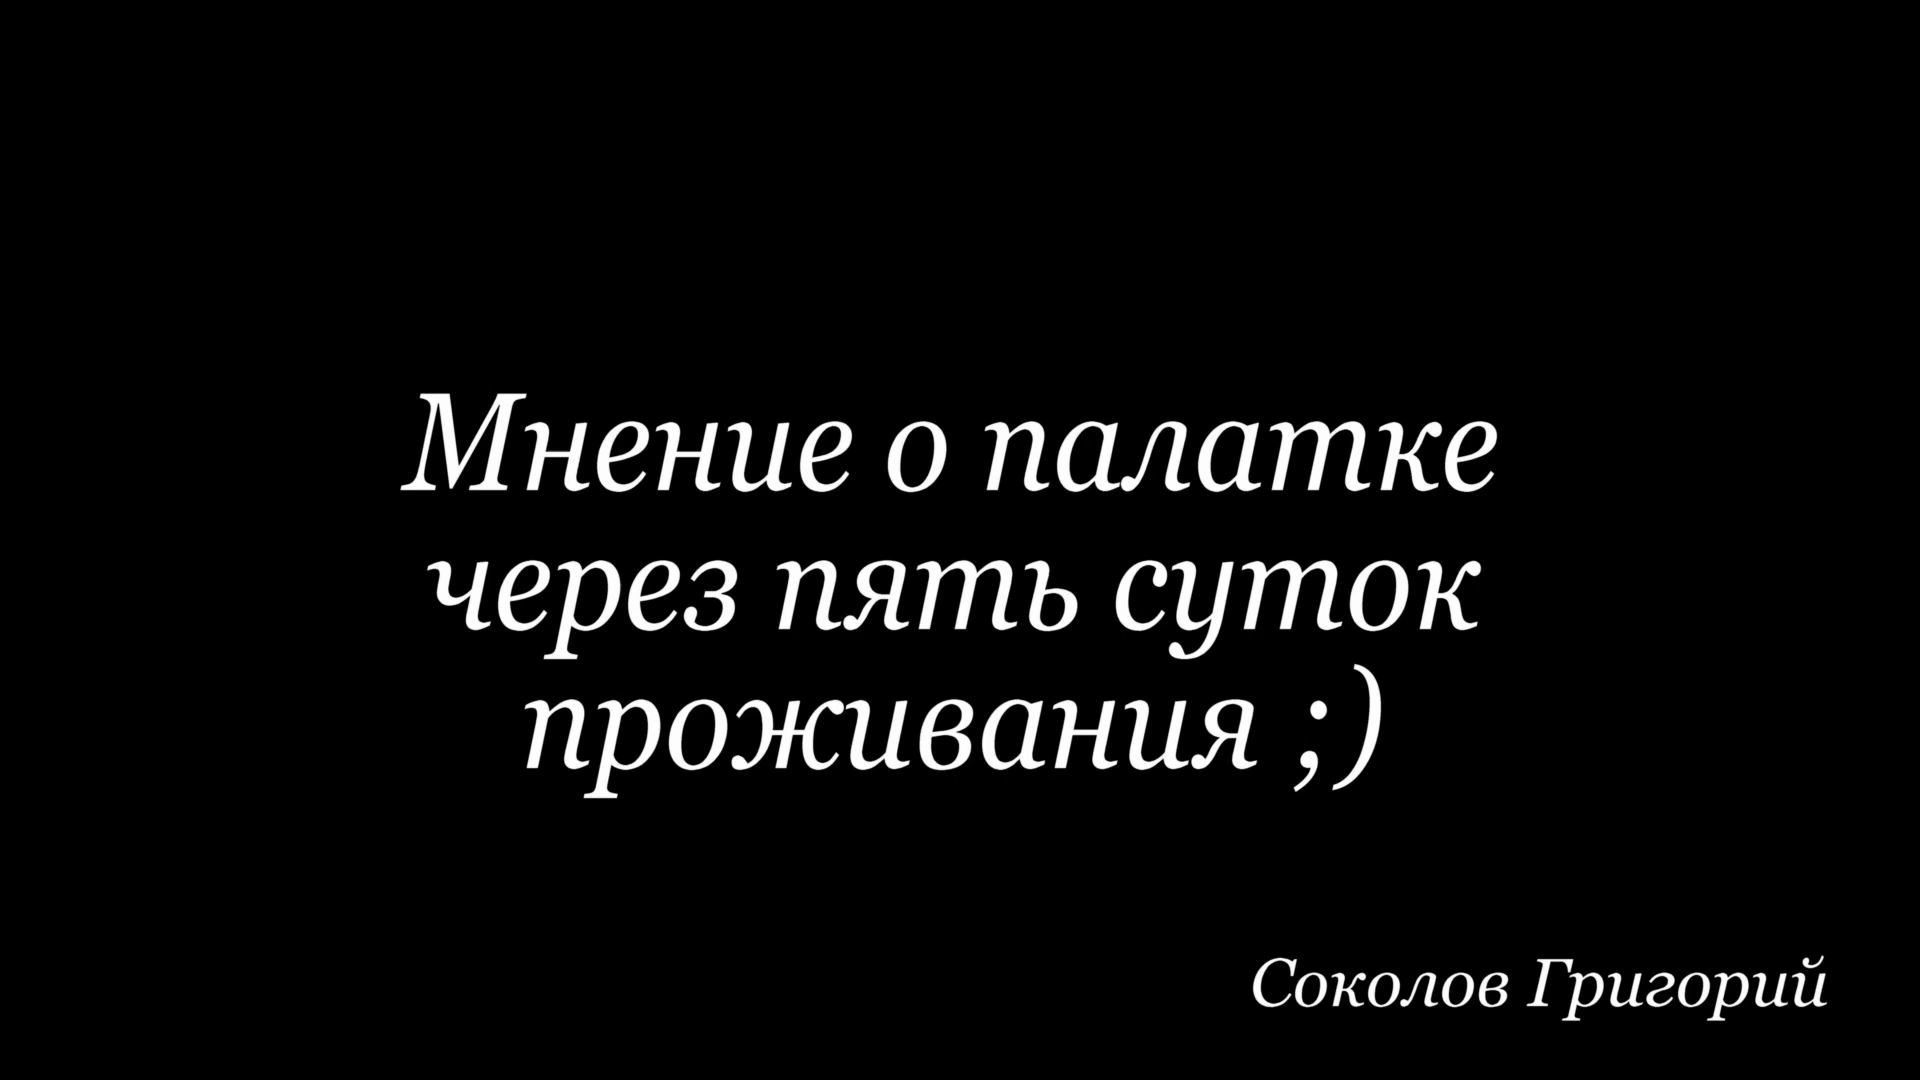 Мнение о палатке
через пять суток
проживания ;)
Соколов Григорий